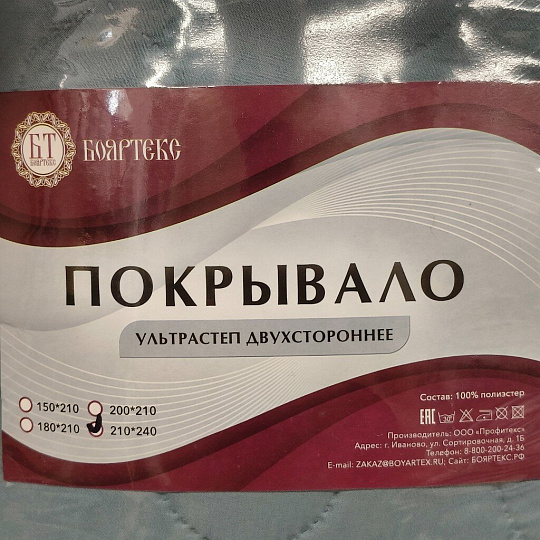 БТ
БОЯРТЕКС
БОЯРТЕКС
ПОКРЫВАЛО
УЛЬТРАСТЕП ДВУХСТОРОННЕЕ
150*210 200*210
180*210 210*240
Состав: 100% полиэстер
ЕАС 30°
Производитель: ООО «Профитекс»
Адрес: г. Иваново, ул. Сортировочная, д. 1Б
Телефон: 8-800-200-24-36
E-mail: ZAKAZ@BOYARTEX.RU; Сайт: БОЯРТЕКС.РФ